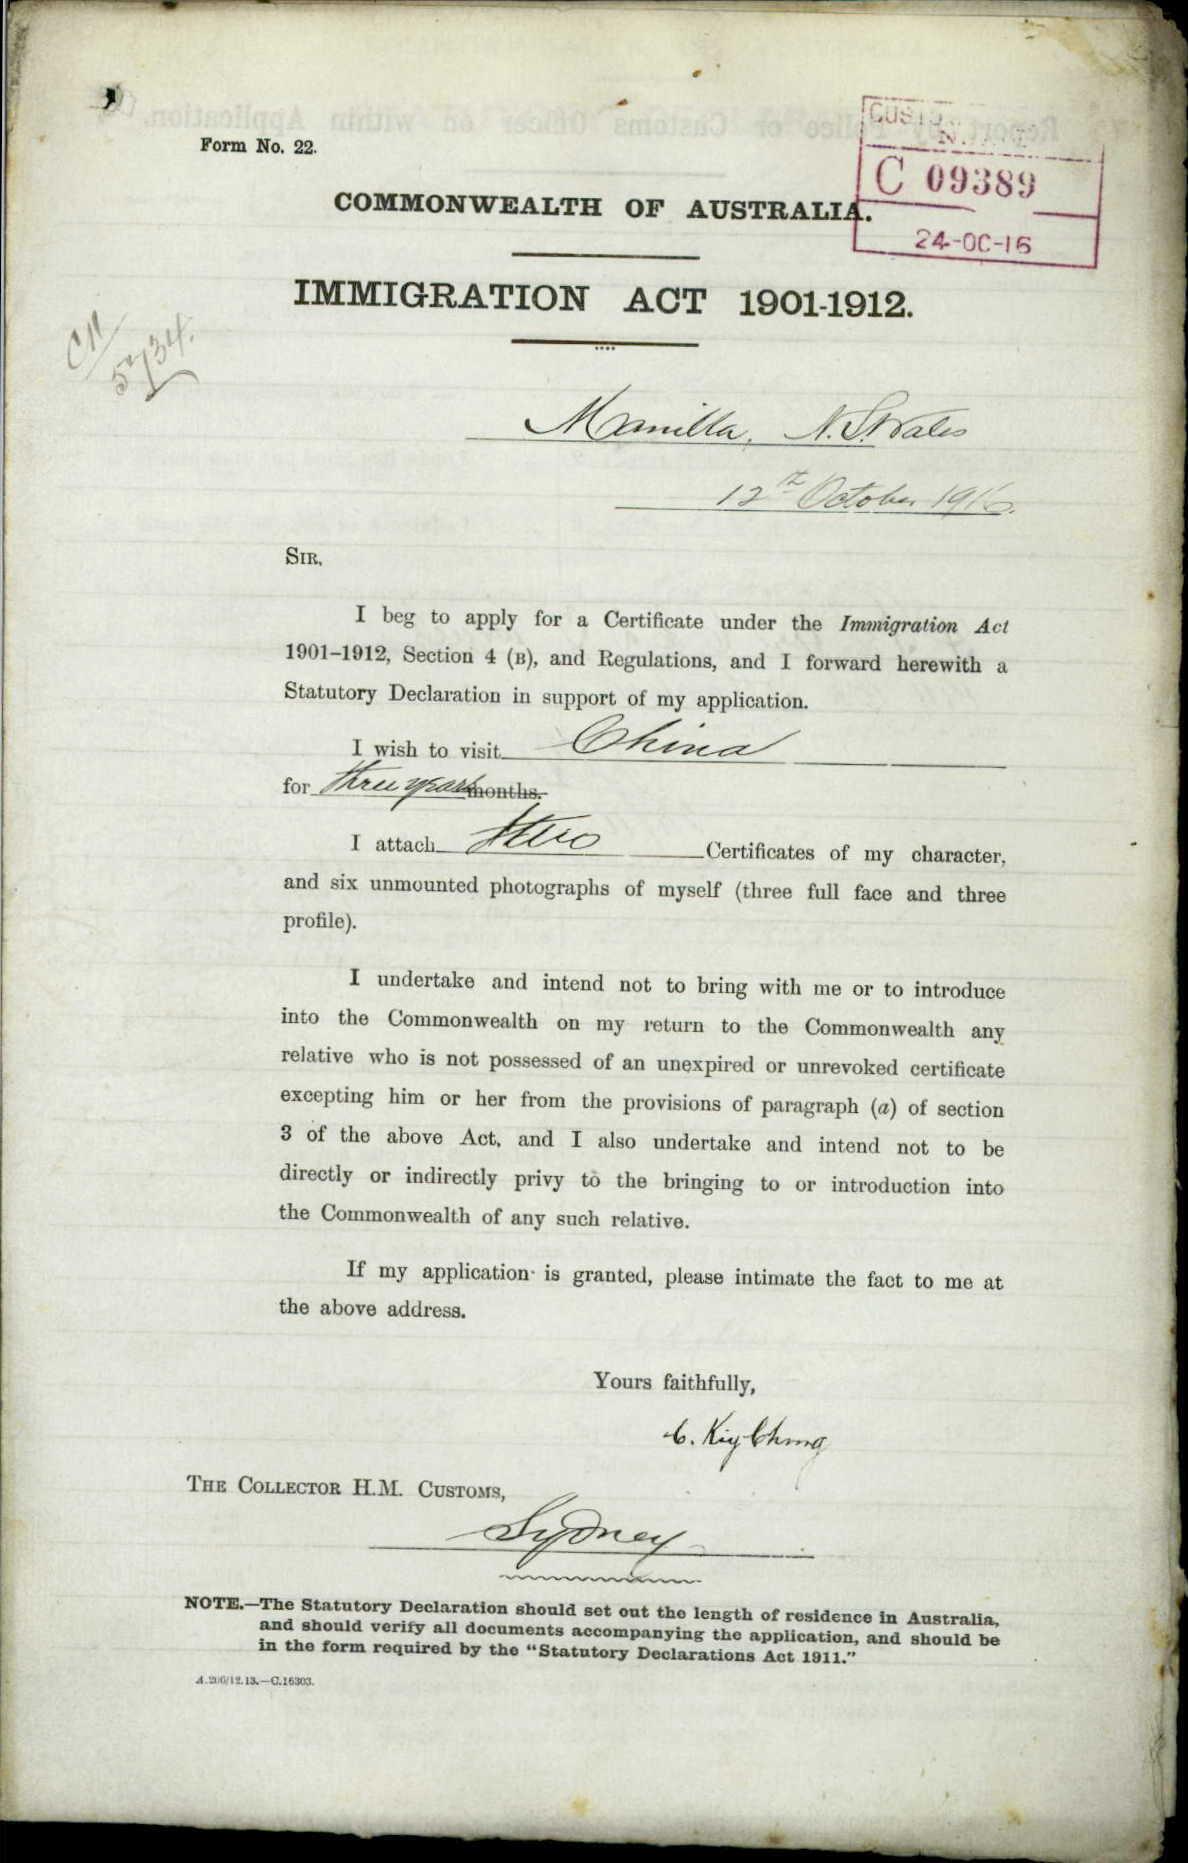 Form No. 22.
CUSTO
N.
C 09389
24-OC-16
COMMONWEALTH OF AUSTRALIA.
IMMIGRATION ACT 1901-1912.
C11/
5734.
Manilla, N. S. Wales
12th October 1916.
SIR,
I beg to apply for a Certificate under the Immigration Act
1901–1912, Section 4 (B), and Regulations, and I forward herewith a
Statutory Declaration in support of my application.
I wish to visit China
for three years months.
I attach two Certificates of my character,
and six unmounted photographs of myself (three full face and three
profile).
I undertake and intend not to bring with me or to introduce
into the Commonwealth on my return to the Commonwealth any
relative who is not possessed of an unexpired or unrevoked certificate
excepting him or her from the provisions of paragraph (a) of section
3 of the above Act, and I also undertake and intend not to be
directly or indirectly privy to the bringing to or introduction into
the Commonwealth of any such relative.
If my application is granted, please intimate the fact to me at
the above address.
Yours faithfully,
C. Kiy Chung
THE COLLECTOR H.M. CUSTOMS,
Sydney
NOTE.—The Statutory Declaration should set out the length of residence in Australia,
and should verify all documents accompanying the application, and should be
in the form required by the "Statutory Declarations Act 1911."
A.206/12.13.—C.16303.